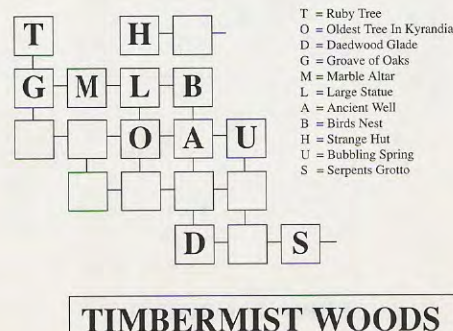 T H
G M L B
O A U
D S
T = Ruby Tree
O = Oldest Tree In Kyrandia
D = Daedwood Glade
G = Groave of Oaks
M = Marble Altar
L = Large Statue
A = Ancient Well
B = Birds Nest
H = Strange Hut
U = Bubbling Spring
S = Serpents Grotto
TIMBERMIST WOODS